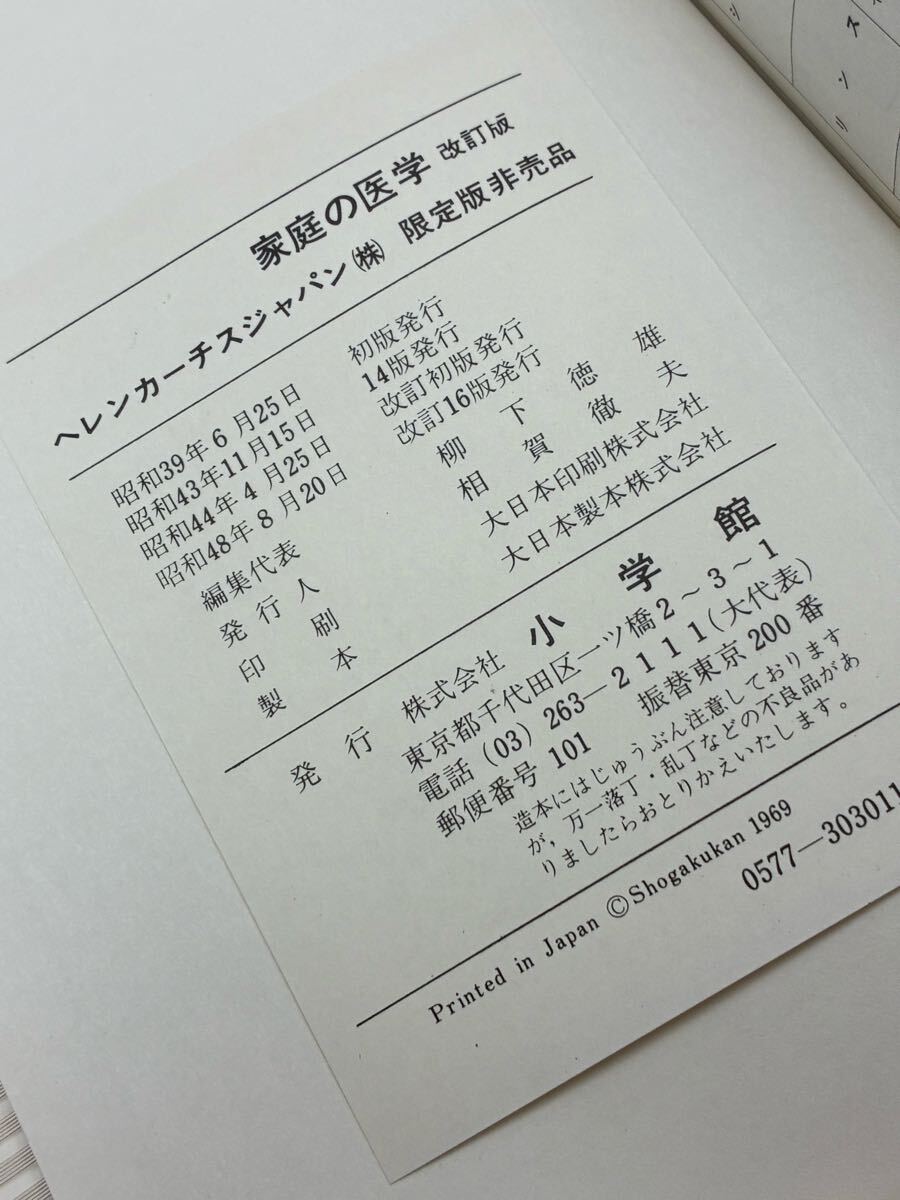 家庭の医学 改訂版
ヘレンカーチスジャパン㈱ 限定版非売品
昭和39年6月25日 初版発行
昭和43年11月15日 14版発行
昭和44年4月25日 改訂初版発行
昭和48年8月20日 改訂16版発行
編集代表 柳下徳雄
発行人 相賀徹夫
印刷 大日本印刷株式会社
製本 大日本製本株式会社
発行 株式会社 小学館
東京都千代田区一ツ橋2〜3〜1
電話 (03) 263—2111(大代表)
郵便番号 101 振替東京 200 番
造本にはじゅうぶん注意しております
が，万一落丁・乱丁などの不良品があ
りましたらおとりかえいたします。
Printed in Japan ©Shogakukan 1969
0577—303011